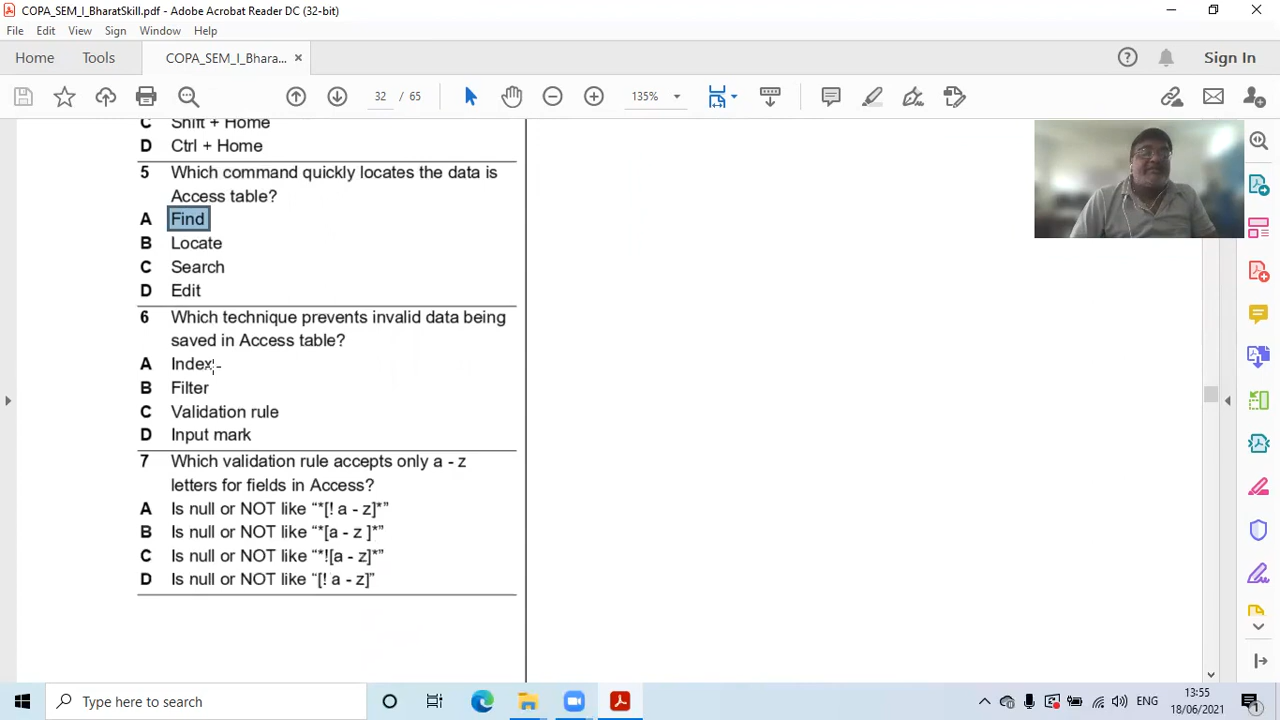 COPA_SEM_I_BharatSkill.pdf - Adobe Acrobat Reader DC (32-bit)
File Edit View Sign Window Help
Home Tools COPA_SEM_I_Bhara... Sign In
32 / 65 135%
C Shift + Home
D Ctrl + Home
5 Which command quickly locates the data is
Access table?
A Find
B Locate
C Search
D Edit
6 Which technique prevents invalid data being
saved in Access table?
A Index
B Filter
C Validation rule
D Input mark
7 Which validation rule accepts only a - z
letters for fields in Access?
A Is null or NOT like “*[! a - z]*”
B Is null or NOT like “*[a - z ]*”
C Is null or NOT like “*![a - z]*”
D Is null or NOT like “[! a - z]”
Type here to search
ENG
13:55
18/06/2021
1